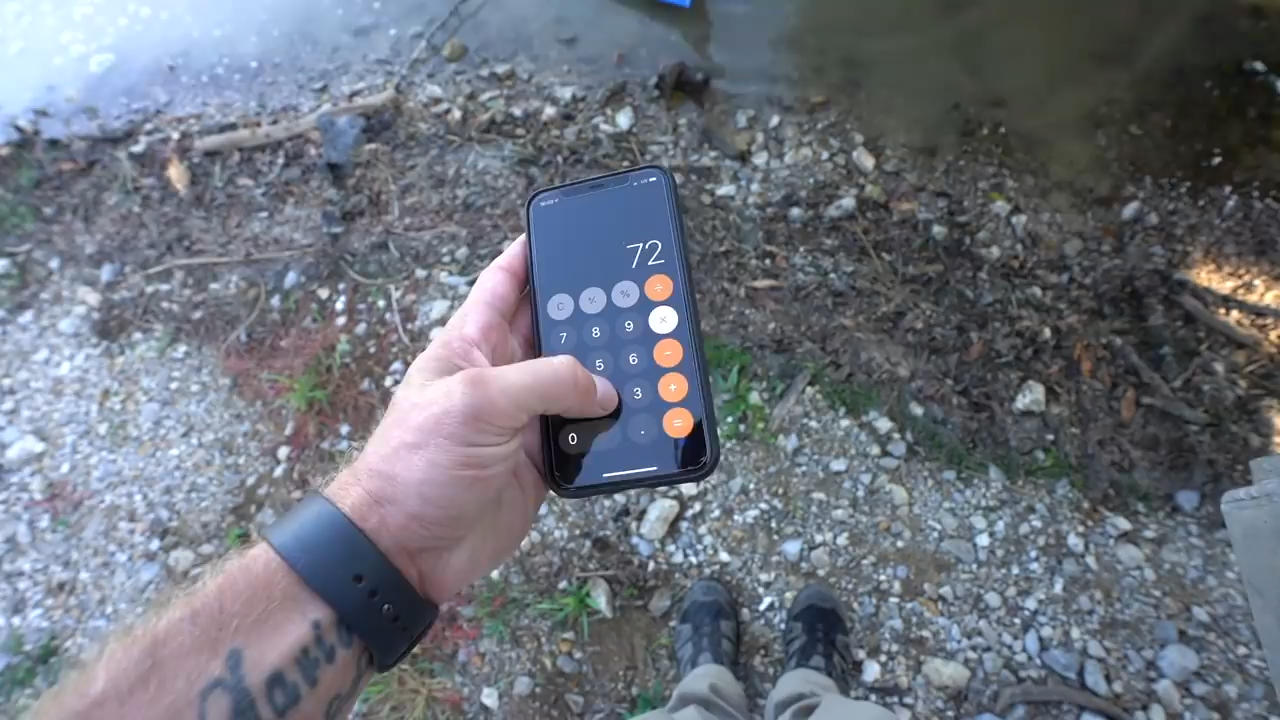 72
C % ÷
7 8 9 ×
5 6 −
3 +
0 . =